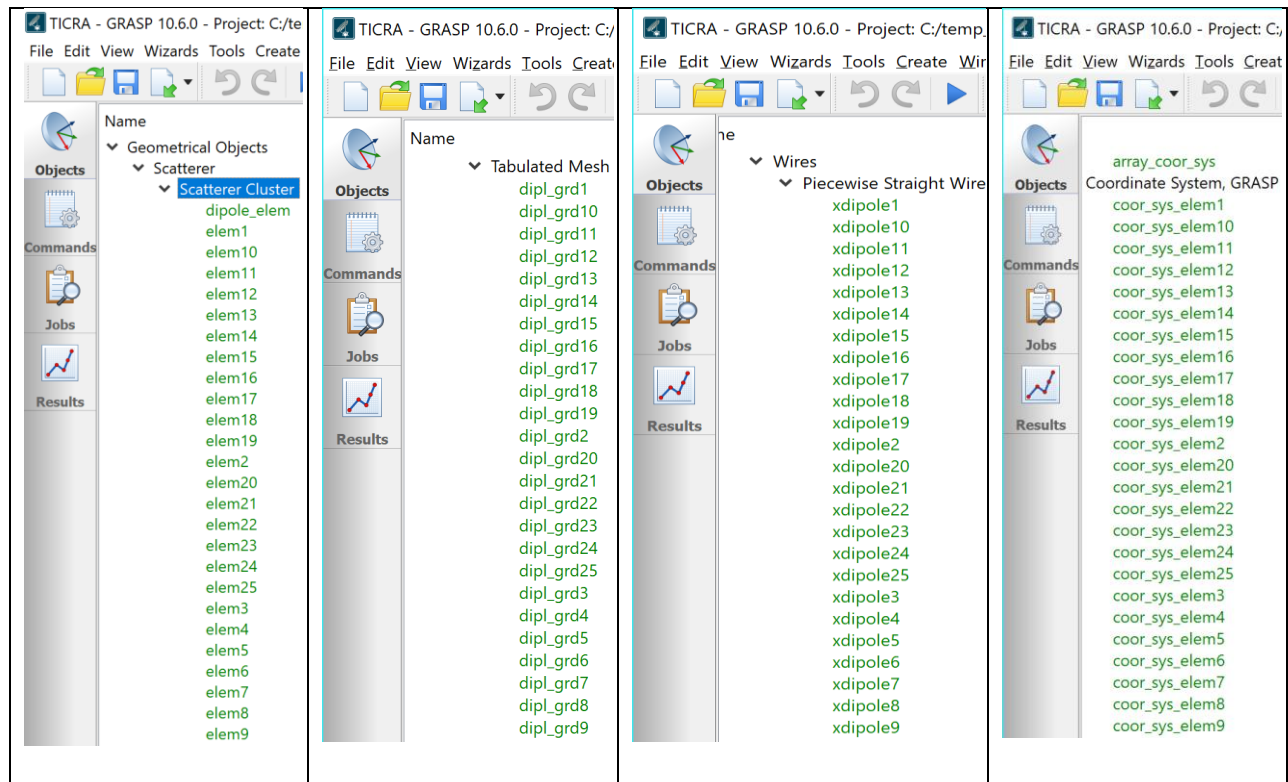 TICRA - GRASP 10.6.0 - Project: C:/te
File Edit View Wizards Tools Create
Objects
Commands
Jobs
Results
Name
Geometrical Objects
Scatterer
Scatterer Cluster
dipole_elem
elem1
elem10
elem11
elem12
elem13
elem14
elem15
elem16
elem17
elem18
elem19
elem2
elem20
elem21
elem22
elem23
elem24
elem25
elem3
elem4
elem5
elem6
elem7
elem8
elem9
TICRA - GRASP 10.6.0 - Project: C:/
File Edit View Wizards Tools Creat
Objects
Commands
Jobs
Results
Name
Tabulated Mesh
dipl_grd1
dipl_grd10
dipl_grd11
dipl_grd12
dipl_grd13
dipl_grd14
dipl_grd15
dipl_grd16
dipl_grd17
dipl_grd18
dipl_grd19
dipl_grd2
dipl_grd20
dipl_grd21
dipl_grd22
dipl_grd23
dipl_grd24
dipl_grd25
dipl_grd3
dipl_grd4
dipl_grd5
dipl_grd6
dipl_grd7
dipl_grd8
dipl_grd9
TICRA - GRASP 10.6.0 - Project: C:/temp_
File Edit View Wizards Tools Create Wir
Objects
Commands
Jobs
Results
ne
Wires
Piecewise Straight Wire
xdipole1
xdipole10
xdipole11
xdipole12
xdipole13
xdipole14
xdipole15
xdipole16
xdipole17
xdipole18
xdipole19
xdipole2
xdipole20
xdipole21
xdipole22
xdipole23
xdipole24
xdipole25
xdipole3
xdipole4
xdipole5
xdipole6
xdipole7
xdipole8
xdipole9
TICRA - GRASP 10.6.0 - Project: C:/
File Edit View Wizards Tools Creat
Objects
Commands
Jobs
Results
array_coor_sys
Coordinate System, GRASP
coor_sys_elem1
coor_sys_elem10
coor_sys_elem11
coor_sys_elem12
coor_sys_elem13
coor_sys_elem14
coor_sys_elem15
coor_sys_elem16
coor_sys_elem17
coor_sys_elem18
coor_sys_elem19
coor_sys_elem2
coor_sys_elem20
coor_sys_elem21
coor_sys_elem22
coor_sys_elem23
coor_sys_elem24
coor_sys_elem25
coor_sys_elem3
coor_sys_elem4
coor_sys_elem5
coor_sys_elem6
coor_sys_elem7
coor_sys_elem8
coor_sys_elem9